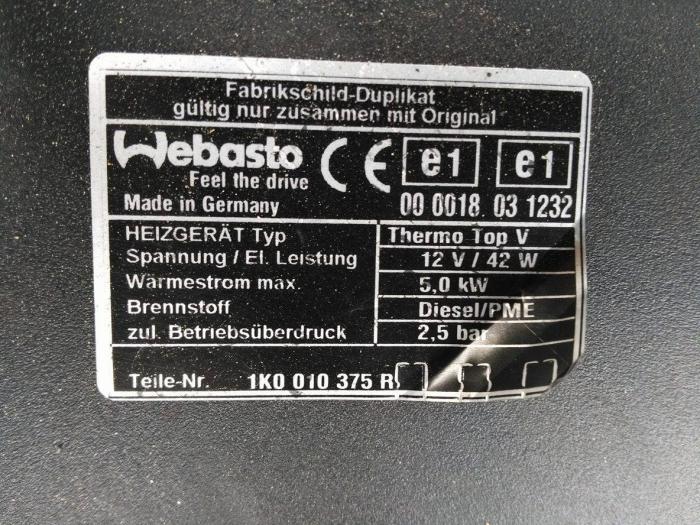 Fabrikschild-Duplikat
gültig nur zusammen mit Original
Webasto
Feel the drive
Made in Germany
CE e1 e1
00 0018 03 1232
HEIZGERÄT Typ Thermo Top V
Spannung / El. Leistung 12 V / 42 W
Wärmestrom max. 5,0 kW
Brennstoff Diesel/PME
zul. Betriebsüberdruck 2,5 bar
Teile-Nr. 1K0 010 375 R